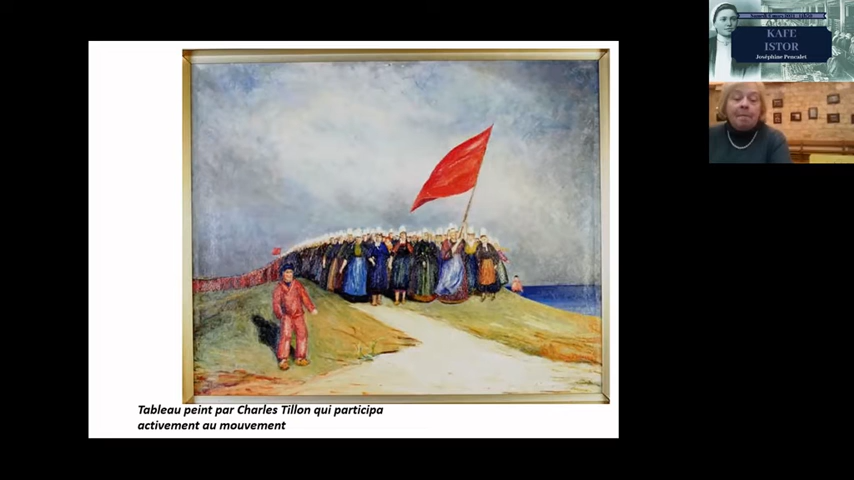 KAFE
ISTOR
Joséphine Pencalet
Tableau peint par Charles Tillon qui participa
activement au mouvement